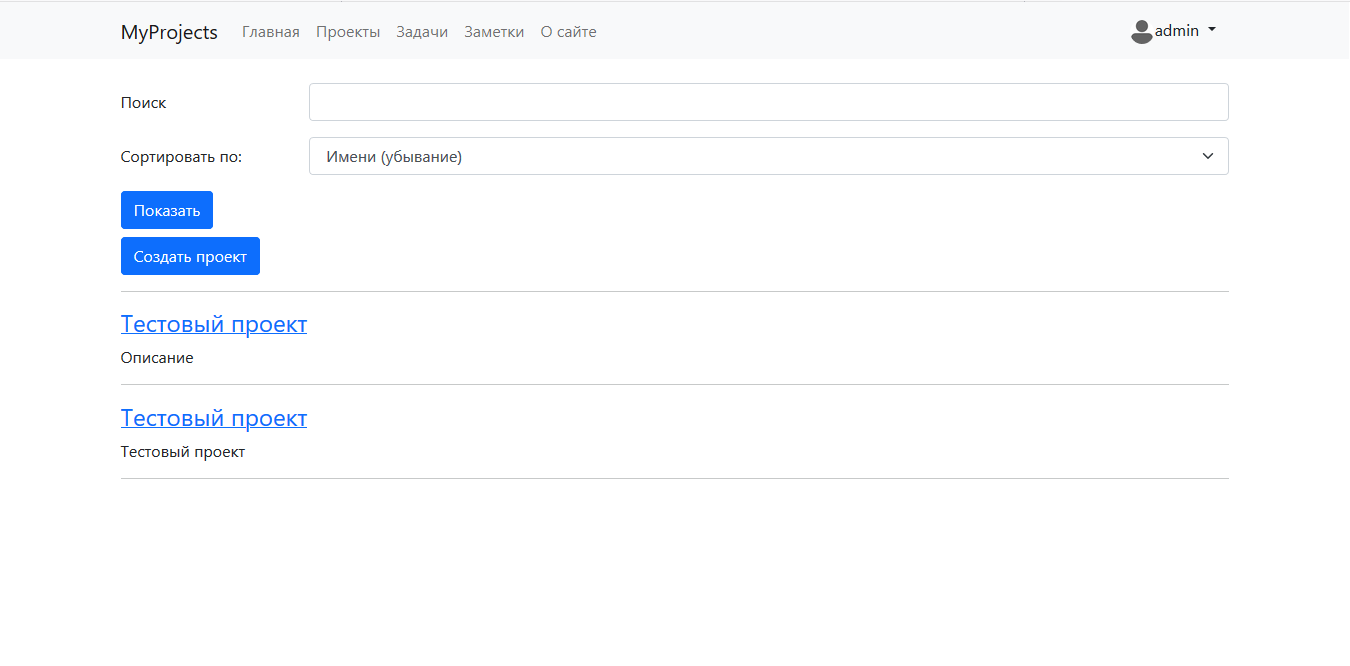 MyProjects Главная Проекты Задачи Заметки О сайте admin
Поиск
Сортировать по: Имени (убывание)
Показать
Создать проект
Тестовый проект
Описание
Тестовый проект
Тестовый проект